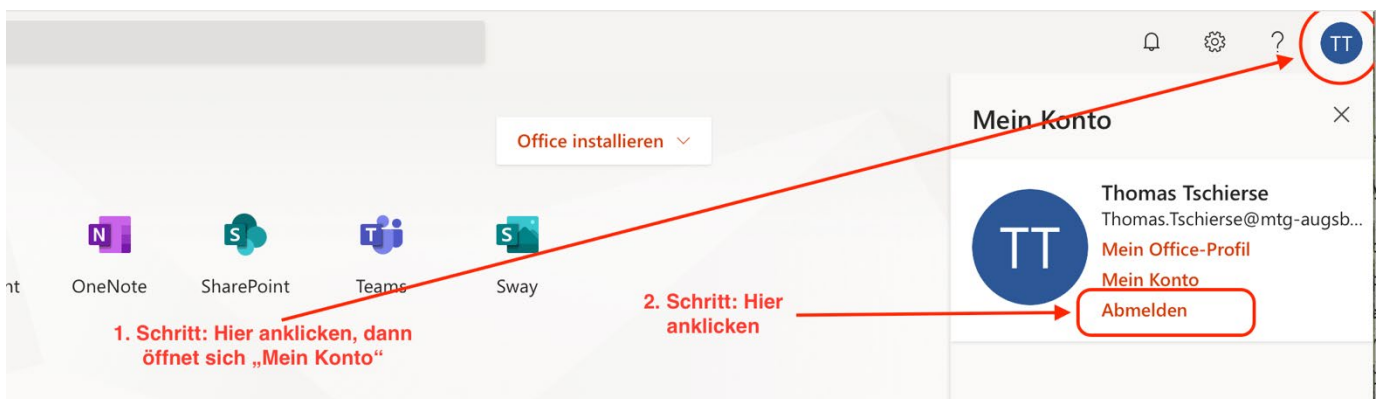 TT
Mein Konto
Office installieren
Thomas Tschierse
Thomas.Tschierse@mtg-augsb...
TT
Mein Office-Profil
Mein Konto
Abmelden
N
S
T
S
nt
OneNote
SharePoint
Teams
Sway
1. Schritt: Hier anklicken, dann
öffnet sich „Mein Konto“
2. Schritt: Hier
anklicken